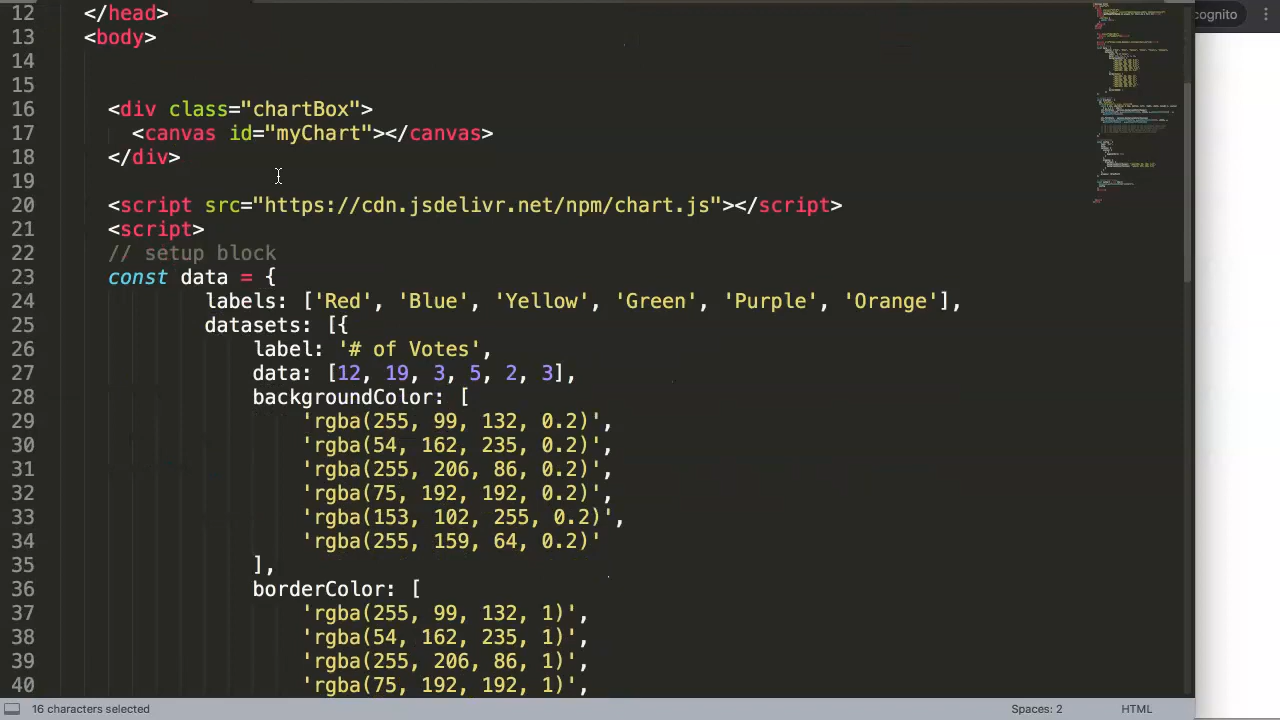 12 </head>
cognito
13 <body>
14
15
16 <div class="chartBox">
17 <canvas id="myChart"></canvas>
18 </div>
19
20 <script src="https://cdn.jsdelivr.net/npm/chart.js"></script>
21 <script>
22 // setup block
23 const data = {
24 labels: ['Red', 'Blue', 'Yellow', 'Green', 'Purple', 'Orange'],
25 datasets: [{
26 label: '# of Votes',
27 data: [12, 19, 3, 5, 2, 3],
28 backgroundColor: [
29 'rgba(255, 99, 132, 0.2)',
30 'rgba(54, 162, 235, 0.2)',
31 'rgba(255, 206, 86, 0.2)',
32 'rgba(75, 192, 192, 0.2)',
33 'rgba(153, 102, 255, 0.2)',
34 'rgba(255, 159, 64, 0.2)'
35 ],
36 borderColor: [
37 'rgba(255, 99, 132, 1)',
38 'rgba(54, 162, 235, 1)',
39 'rgba(255, 206, 86, 1)',
40 'rgba(75, 192, 192, 1)',
16 characters selected
Spaces: 2
HTML